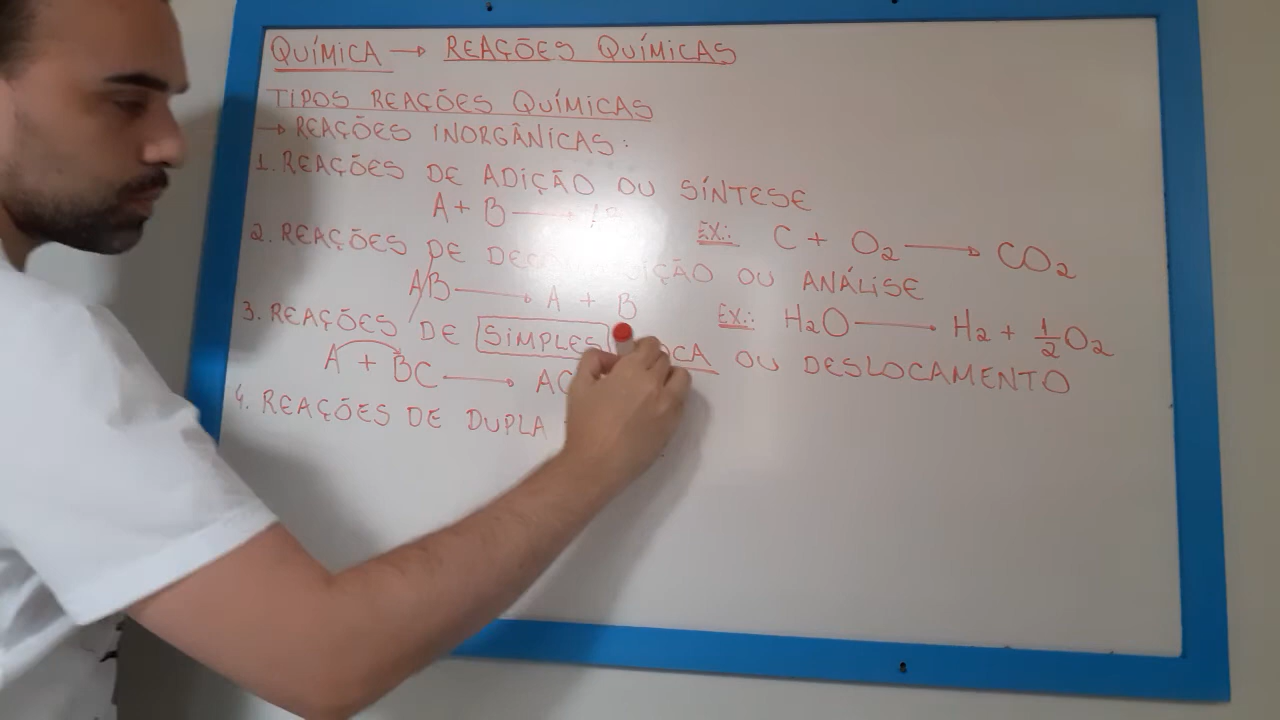 QUÍMICA → REAÇÕES QUÍMICAS
TIPOS REAÇÕES QUÍMICAS
→ REAÇÕES INORGÂNICAS:
1. REAÇÕES DE ADIÇÃO OU SÍNTESE
A + B →
EX.: C + O₂ → CO₂
2. REAÇÕES DE OU ANÁLISE
AB → A + B
EX.: H₂O → H₂ + 1/2 O₂
3. REAÇÕES DE SIMPLES OU DESLOCAMENTO
A + BC → AC
4. REAÇÕES DE DUPLA